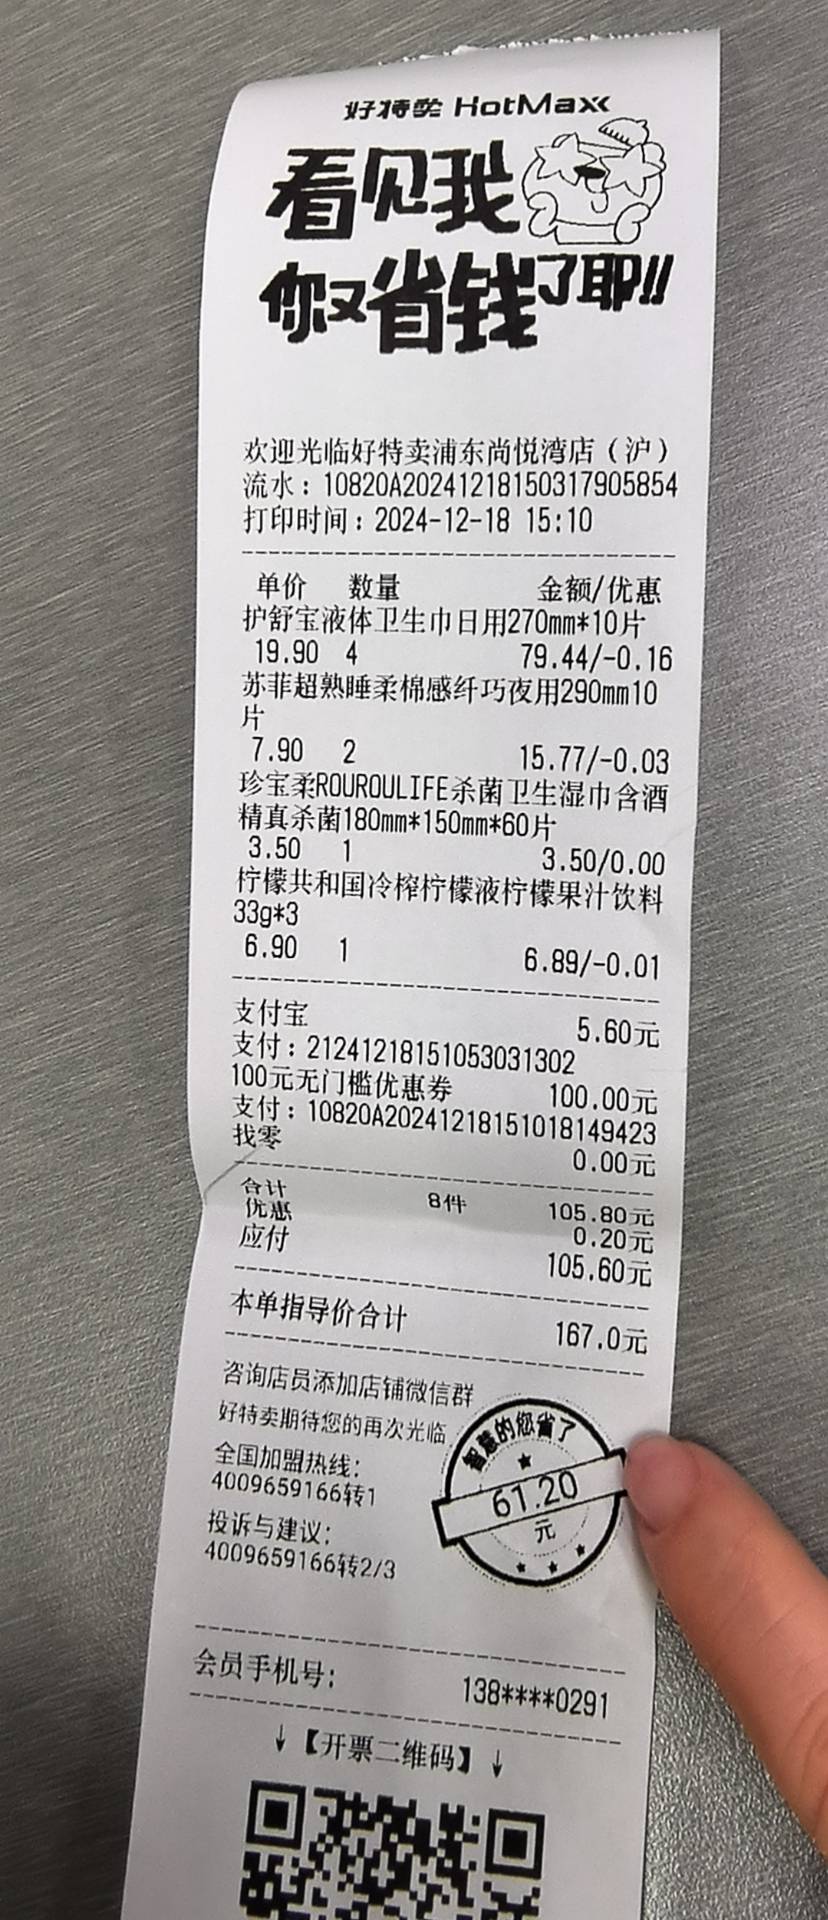 好特卖 HotMaxx
看见我
你又省钱了耶!!
欢迎光临好特卖浦东尚悦湾店（沪）
流水：10820A20241218150317905854
打印时间：2024-12-18 15:10
单价 数量 金额/优惠
护舒宝液体卫生巾日用270mm*10片
19.90 4 79.44/-0.16
苏菲超熟睡柔棉感纤巧夜用290mm10
片
7.90 2 15.77/-0.03
珍宝柔ROUROULIFE杀菌卫生湿巾含酒
精真杀菌180mm*150mm*60片
3.50 1 3.50/0.00
柠檬共和国冷榨柠檬液柠檬果汁饮料
33g*3
6.90 1 6.89/-0.01
支付宝 5.60元
支付：21241218151053031302
100元无门槛优惠券 100.00元
支付：10820A20241218151018149423
找零 0.00元
合计 8件 105.80元
优惠 0.20元
应付 105.60元
本单指导价合计 167.0元
咨询店员添加店铺微信群
好特卖期待您的再次光临
全国加盟热线：
4009659166转1
投诉与建议：
4009659166转2/3
智慧的您省了
61.20
元
会员手机号： 138****0291
↓【开票二维码】↓